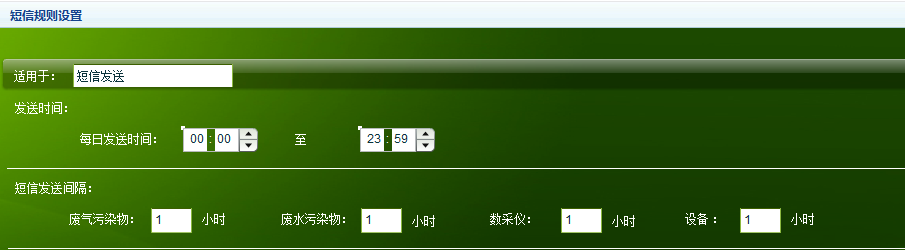 短信规则设置
适用于： 短信发送
发送时间：
每日发送时间： 00 : 00 至 23 : 59
短信发送间隔：
废气污染物： 1 小时 废水污染物： 1 小时 数采仪： 1 小时 设备： 1 小时